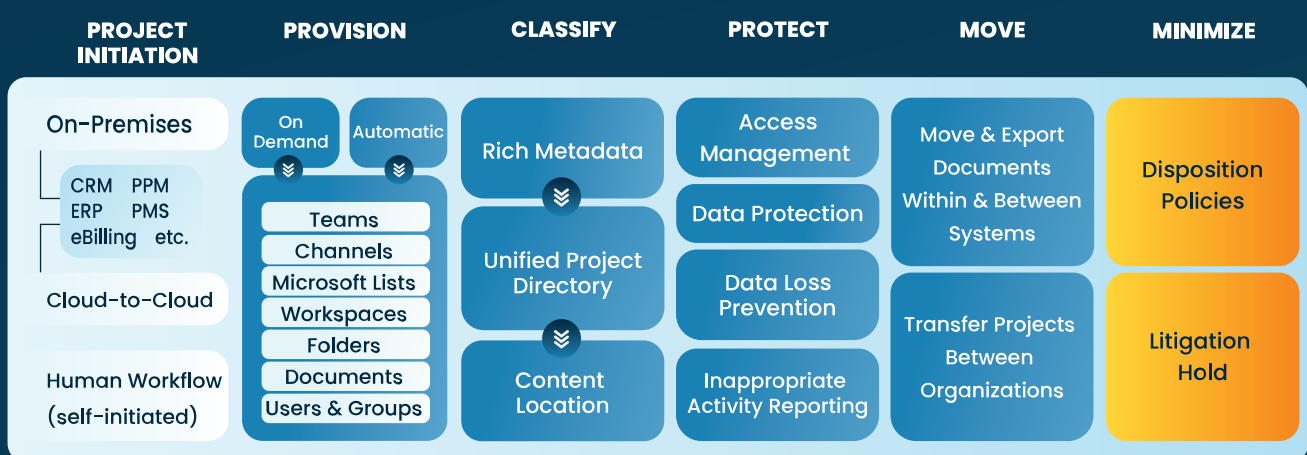 PROJECT
INITIATION
PROVISION
CLASSIFY
PROTECT
MOVE
MINIMIZE
On-Premises
CRM PPM
ERP PMS
eBilling etc.
Cloud-to-Cloud
Human Workflow
(self-initiated)
On
Demand
Automatic
Teams
Channels
Microsoft Lists
Workspaces
Folders
Documents
Users & Groups
Rich Metadata
Unified Project
Directory
Content
Location
Access
Management
Data Protection
Data Loss
Prevention
Inappropriate
Activity Reporting
Move & Export
Documents
Within & Between
Systems
Transfer Projects
Between
Organizations
Disposition
Policies
Litigation
Hold